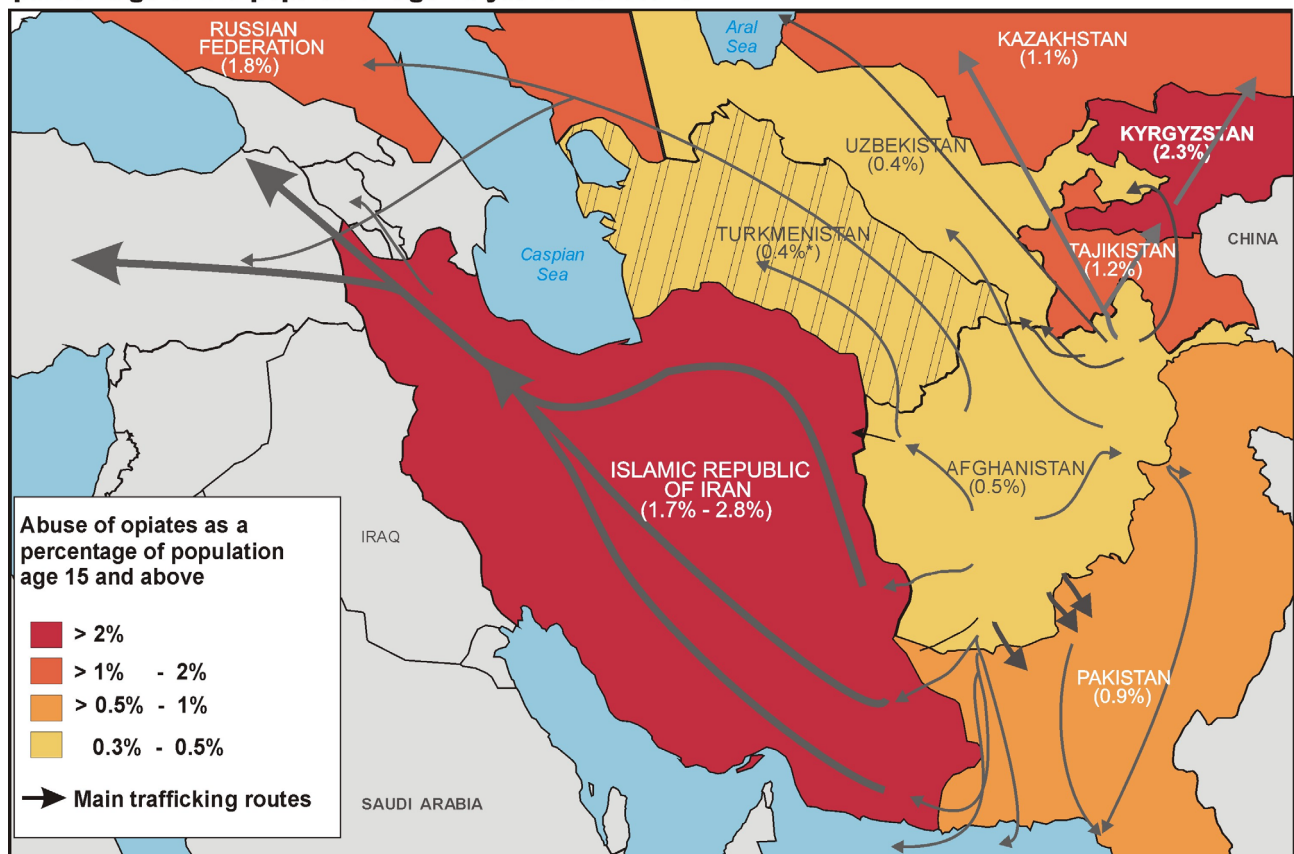 RUSSIAN
FEDERATION
(1.8%)
Aral
Sea
KAZAKHSTAN
(1.1%)
KYRGYZSTAN
(2.3%)
UZBEKISTAN
(0.4%)
TURKMENISTAN
(0.4%*)
TAJIKISTAN
(1.2%)
CHINA
Caspian
Sea
ISLAMIC REPUBLIC
OF IRAN
(1.7% - 2.8%)
AFGHANISTAN
(0.5%)
IRAQ
PAKISTAN
(0.9%)
SAUDI ARABIA
Abuse of opiates as a
percentage of population
age 15 and above
> 2%
> 1% - 2%
> 0.5% - 1%
0.3% - 0.5%
Main trafficking routes